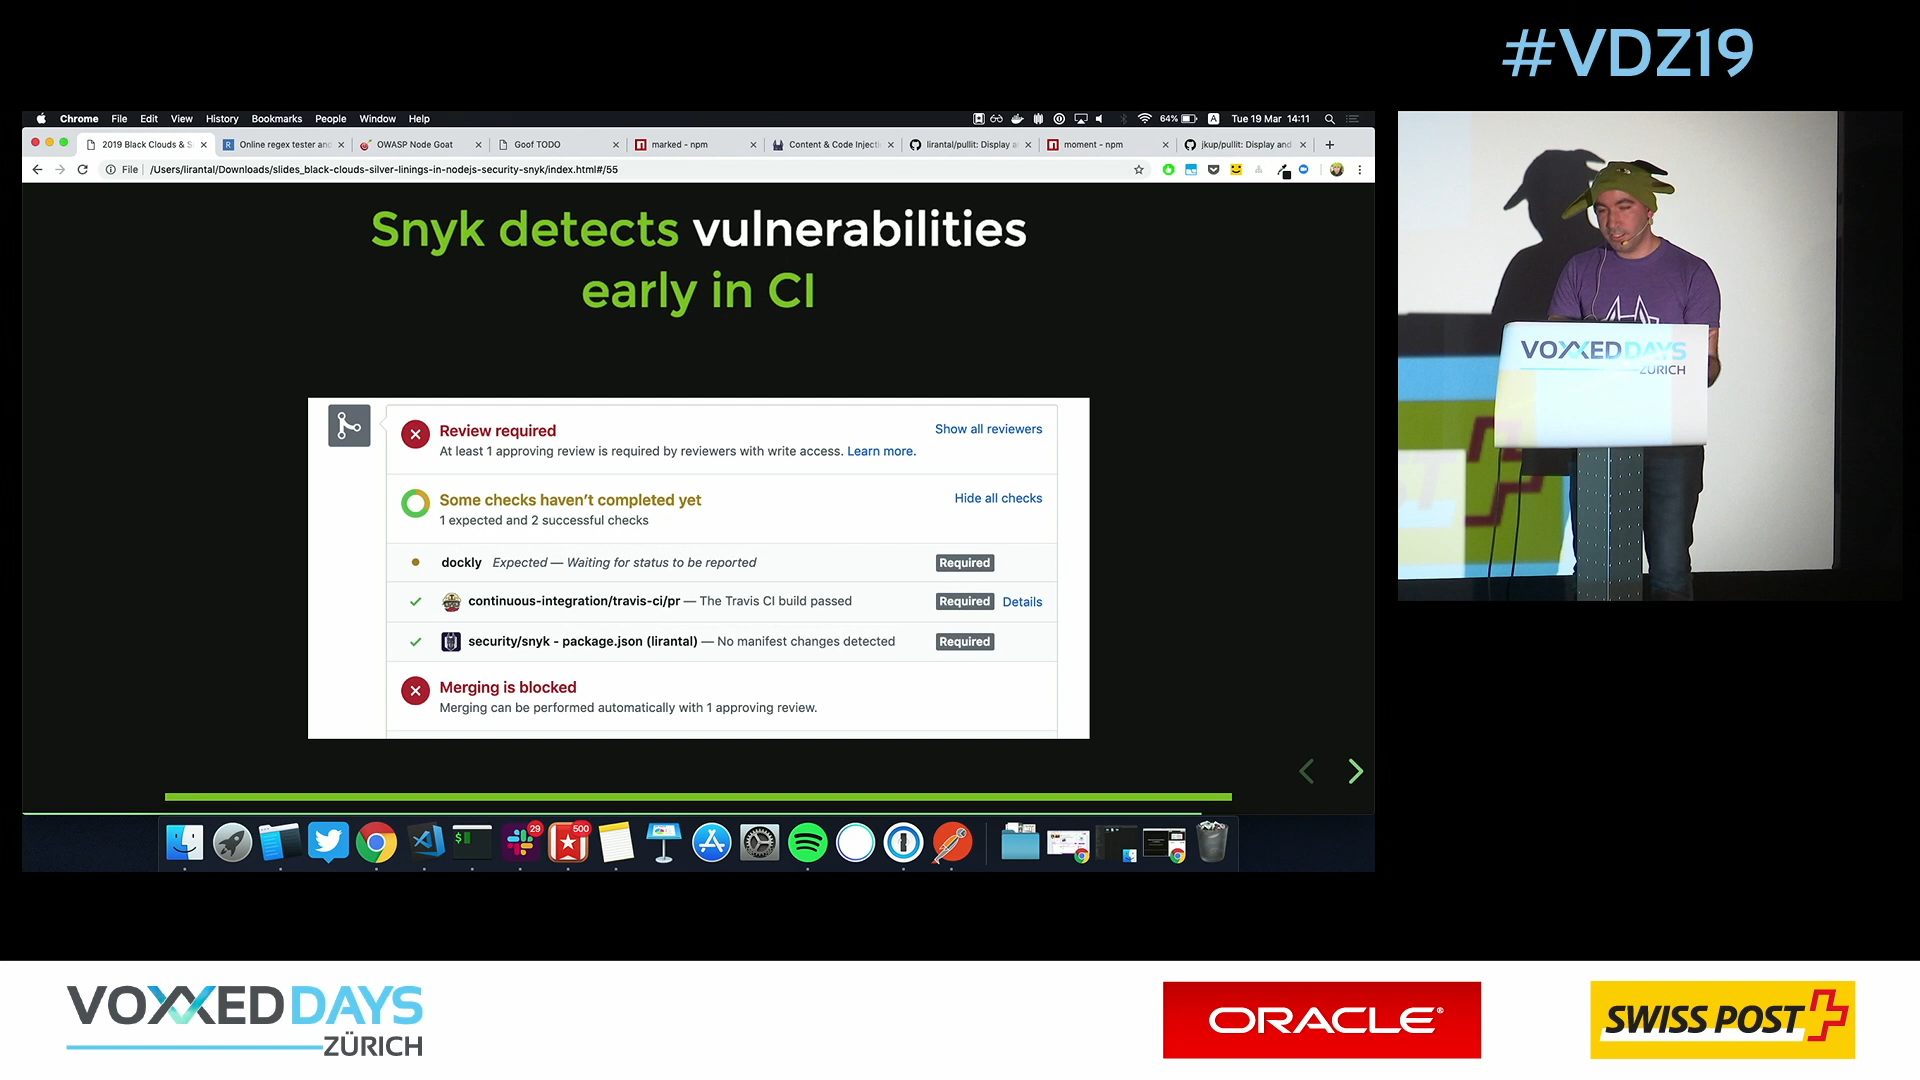 #VDZ19
Chrome File Edit View History Bookmarks People Window Help
64% A Tue 19 Mar 14:11
2019 Black Clouds & S
Online regex tester and
OWASP Node Goat
Goof TODO
marked - npm
Content & Code Injecti
lirantal/pullit: Display a
moment - npm
jkup/pullit: Display and
File /Users/lirantal/Downloads/slides_black-clouds-silver-linings-in-nodejs-security-snyk/index.html#/55
Snyk detects vulnerabilities
early in CI
Review required
Show all reviewers
At least 1 approving review is required by reviewers with write access. Learn more.
Some checks haven’t completed yet
Hide all checks
1 expected and 2 successful checks
dockly Expected — Waiting for status to be reported Required
continuous-integration/travis-ci/pr — The Travis CI build passed Required Details
security/snyk - package.json (lirantal) — No manifest changes detected Required
Merging is blocked
Merging can be performed automatically with 1 approving review.
29
500
VOXXED DAYS
ZÜRICH
VOXXED DAYS
ZÜRICH
ORACLE®
SWISS POST